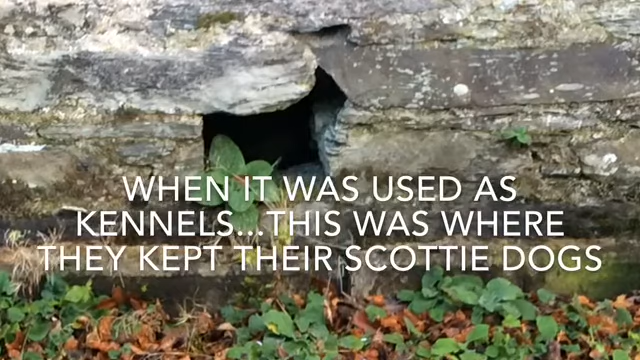 WHEN IT WAS USED AS
KENNELS...THIS WAS WHERE
THEY KEPT THEIR SCOTTIE DOGS